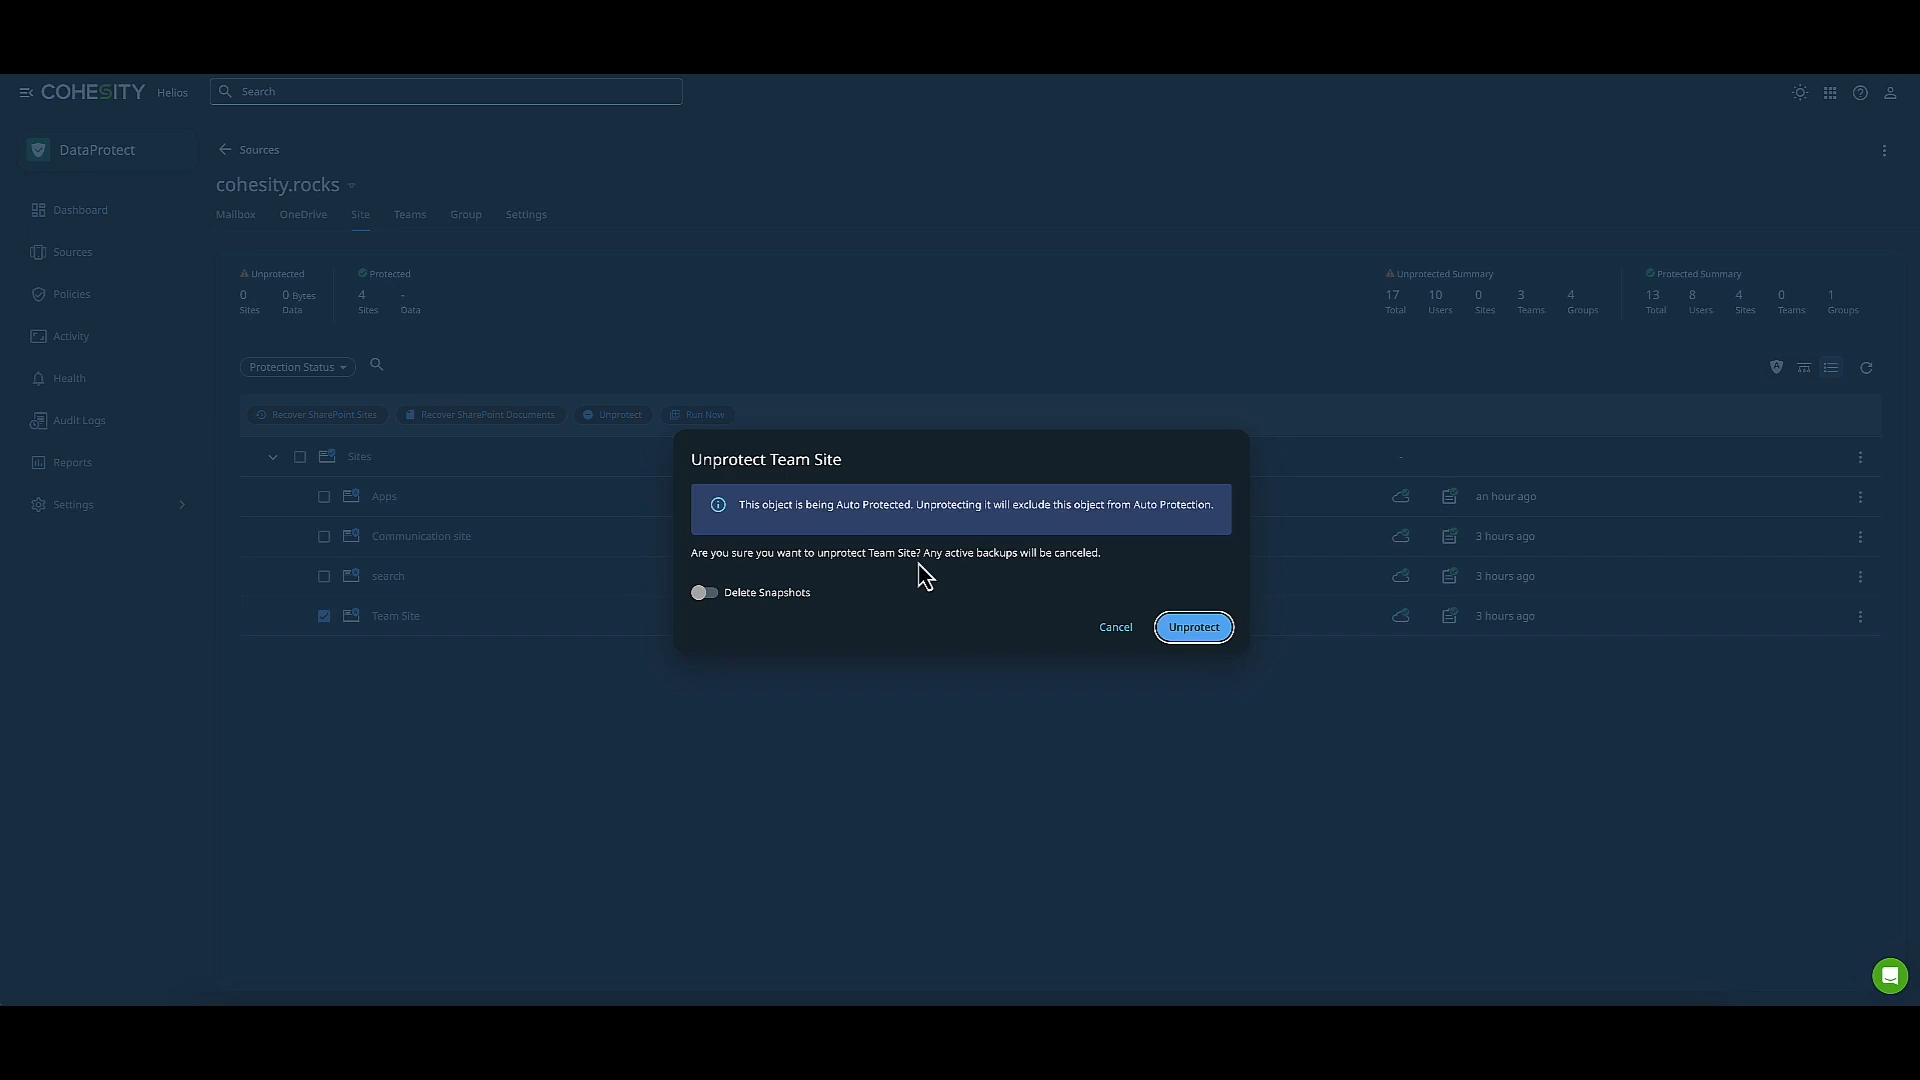 COHESITY Helios Search
DataProtect
Sources
cohesity.rocks
Mailbox OneDrive Site Teams Group Settings
Dashboard
Sources
Policies
Activity
Health
Audit Logs
Reports
Settings
Unprotected Protected Unprotected Summary Protected Summary
0 0 Bytes 4 - 17 10 0 3 4 13 8 4 0 1
Sites Data Sites Data Total Users Sites Teams Groups Total Users Sites Teams Groups
Protection Status
Recover SharePoint Sites Recover SharePoint Documents Unprotect Run Now
Sites -
Apps an hour ago
Communication site 3 hours ago
search 3 hours ago
Team Site 3 hours ago
Unprotect Team Site
This object is being Auto Protected. Unprotecting it will exclude this object from Auto Protection.
Are you sure you want to unprotect Team Site? Any active backups will be canceled.
Delete Snapshots
Cancel Unprotect